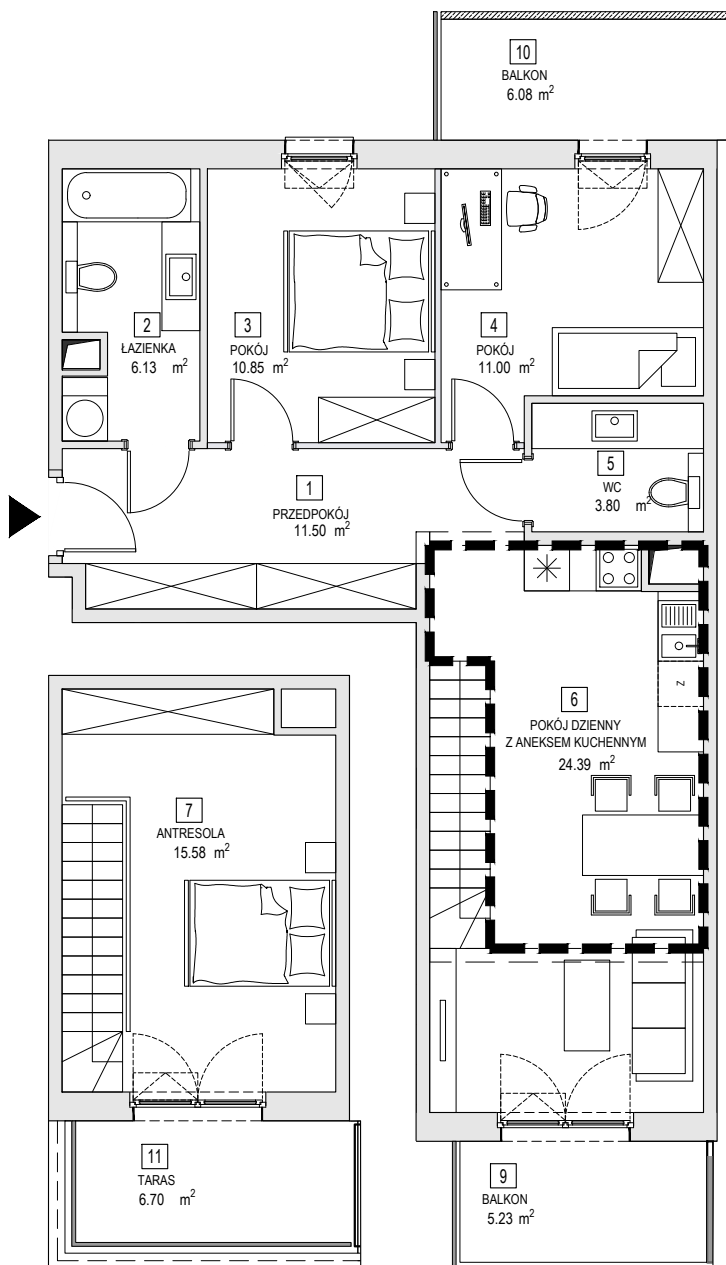 10
BALKON
6.08 m²
2
ŁAZIENKA
6.13 m²
3
POKÓJ
10.85 m²
4
POKÓJ
11.00 m²
5
WC
3.80 m²
1
PRZEDPOKÓJ
11.50 m²
6
POKÓJ DZIENNY
Z ANEKSEM KUCHENNYM
24.39 m²
Z
7
ANTRESOLA
15.58 m²
11
TARAS
6.70 m²
9
BALKON
5.23 m²